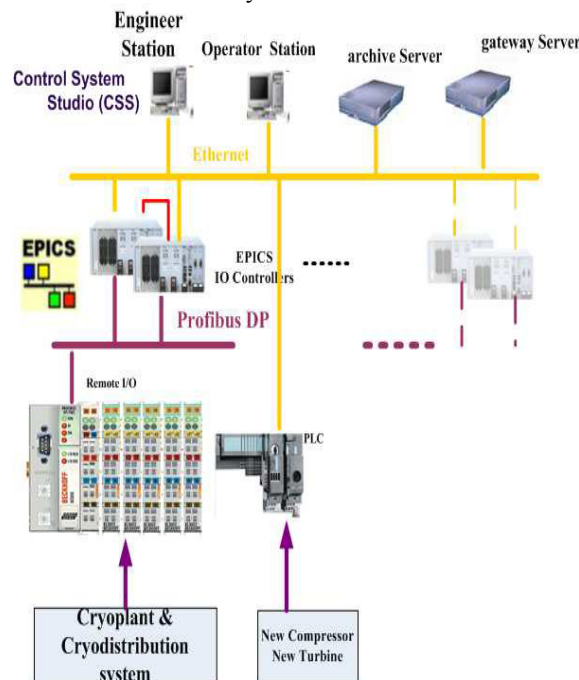 Engineer
Station
Operator Station
archive Server
gateway Server
Control System
Studio (CSS)
Ethernet
EPICS
EPICS
IO Controllers
Profibus DP
Remote I/O
BECKHOFF
PLC
Cryoplant &
Cryodistribution
system
New Compressor
New Turbine